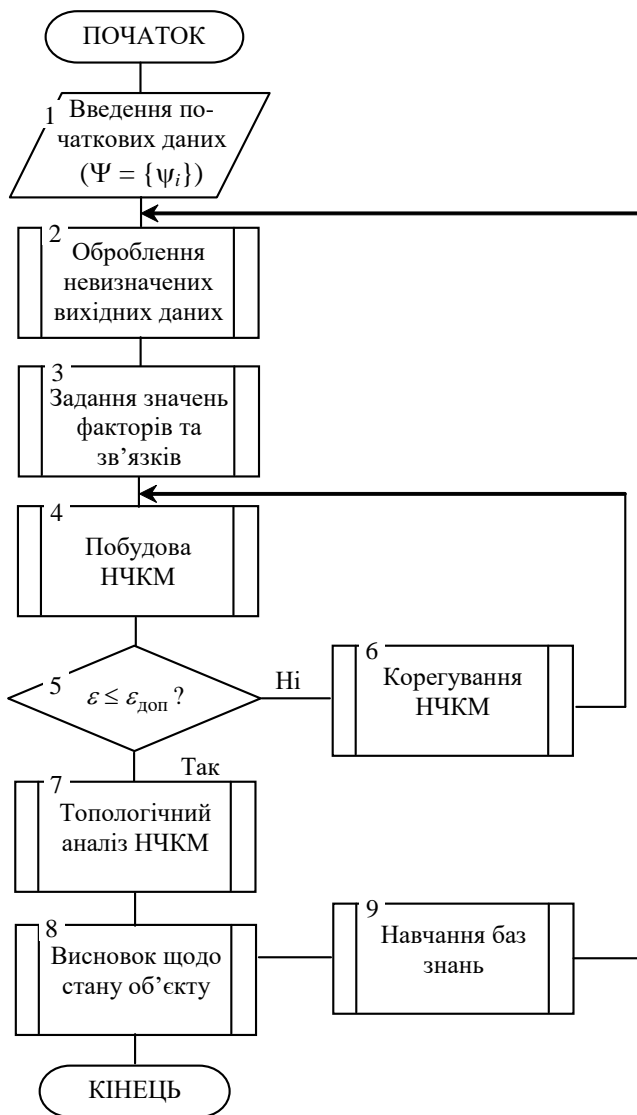 ПОЧАТОК
1
Введення по-
чаткових даних
(Ψ = {ψi})
2
Оброблення
невизначених
вихідних даних
3
Задання значень
факторів та
зв’язків
4
Побудова
НЧКМ
5
ε ≤ εдоп ?
Ні
6
Корегування
НЧКМ
Так
7
Топологічний
аналіз НЧКМ
8
Висновок щодо
стану об’єкту
9
Навчання баз
знань
КІНЕЦЬ